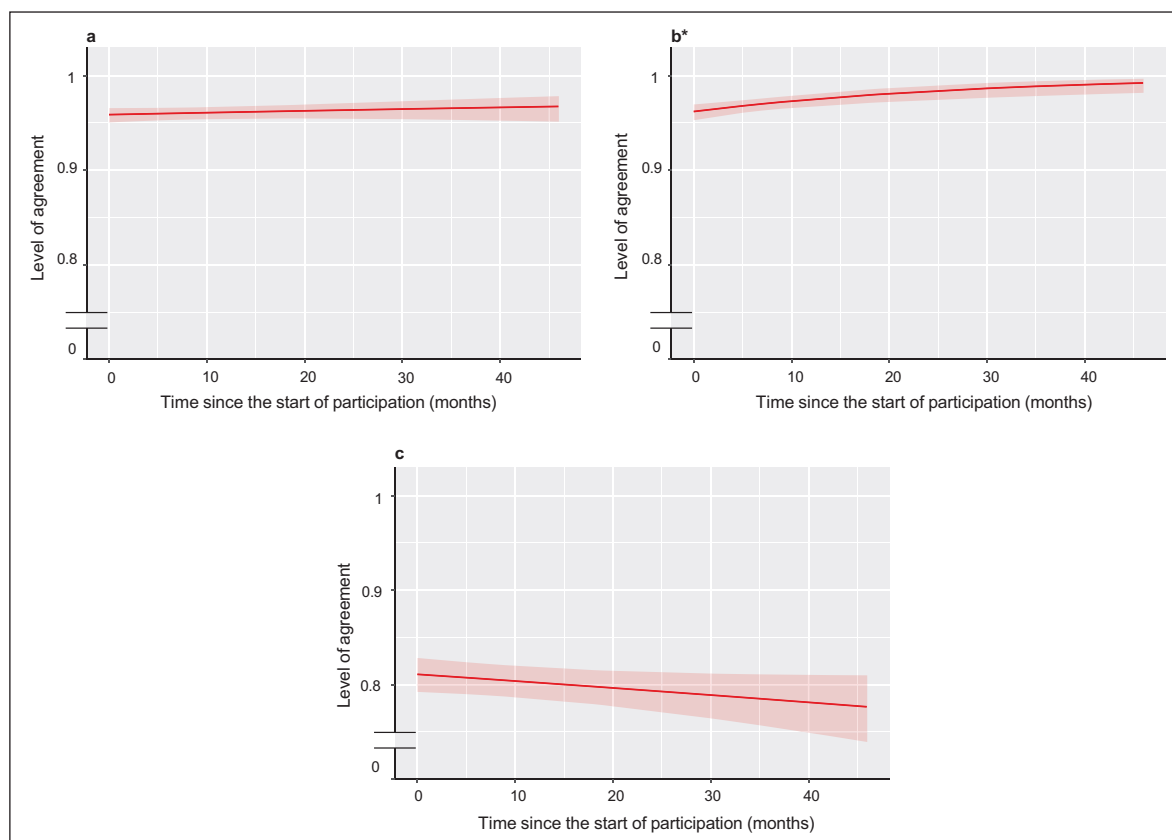 a
1
0.9
0.8
0
Level of agreement
0 10 20 30 40
Time since the start of participation (months)
b*
1
0.9
0.8
0
Level of agreement
0 10 20 30 40
Time since the start of participation (months)
c
1
0.9
0.8
0
Level of agreement
0 10 20 30 40
Time since the start of participation (months)